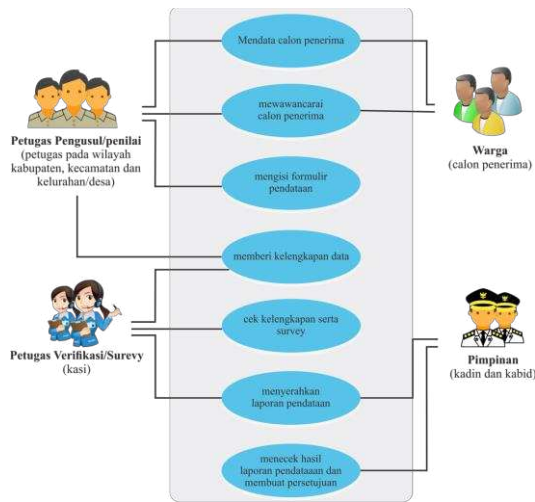 Mendata calon penerima
mewawancarai
calon penerima
Petugas Pengusul/penilai
(petugas pada wilayah
kabupaten, kecamatan dan
kelurahan/desa)
Warga
(calon penerima)
mengisi formulir
pendataan
memberi kelengkapan data
cek kelengkapan serta
survey
Petugas Verifikasi/Surevy
(kasi)
Pimpinan
(kadin dan kabid)
menyerahkan
laporan pendataan
menecek hasil
laporan pendataaan dan
membuat persetujuan